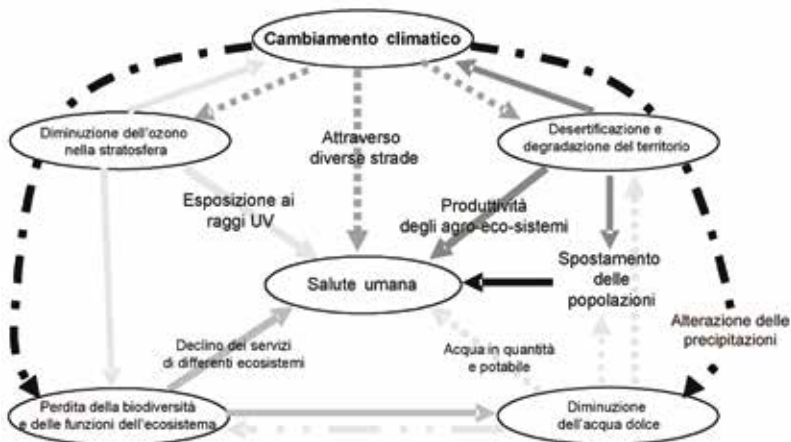 Cambiamento climatico
Diminuzione dell'ozono
nella stratosfera
Attraverso
diverse strade
Desertificazione e
degradazione del territorio
Esposizione ai
raggi UV
Produttività
degli agro-eco-sistemi
Salute umana
Spostamento
delle
popolazioni
Alterazione delle
precipitazioni
Declino dei servizi
di differenti ecosistemi
Acqua in quantità
e potabile
Perdita della biodiversità
e delle funzioni dell'ecosistema
Diminuzione
dell'acqua dolce